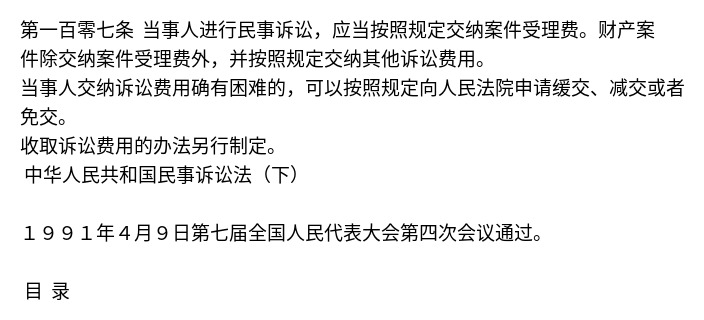 第一百零七条 当事人进行民事诉讼，应当按照规定交纳案件受理费。财产案
件除交纳案件受理费外，并按照规定交纳其他诉讼费用。
当事人交纳诉讼费用确有困难的，可以按照规定向人民法院申请缓交、减交或者
免交。
收取诉讼费用的办法另行制定。
中华人民共和国民事诉讼法（下）
１９９１年４月９日第七届全国人民代表大会第四次会议通过。
目 录